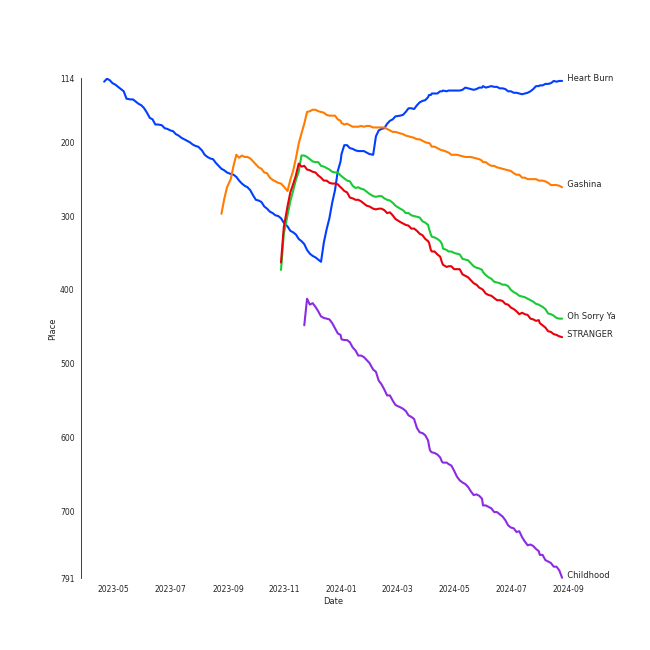 114
200
300
400
500
600
700
791
Place
2023-05
2023-07
2023-09
2023-11
2024-01
2024-03
2024-05
2024-07
2024-09
Date
Heart Burn
Gashina
Oh Sorry Ya
STRANGER
Childhood